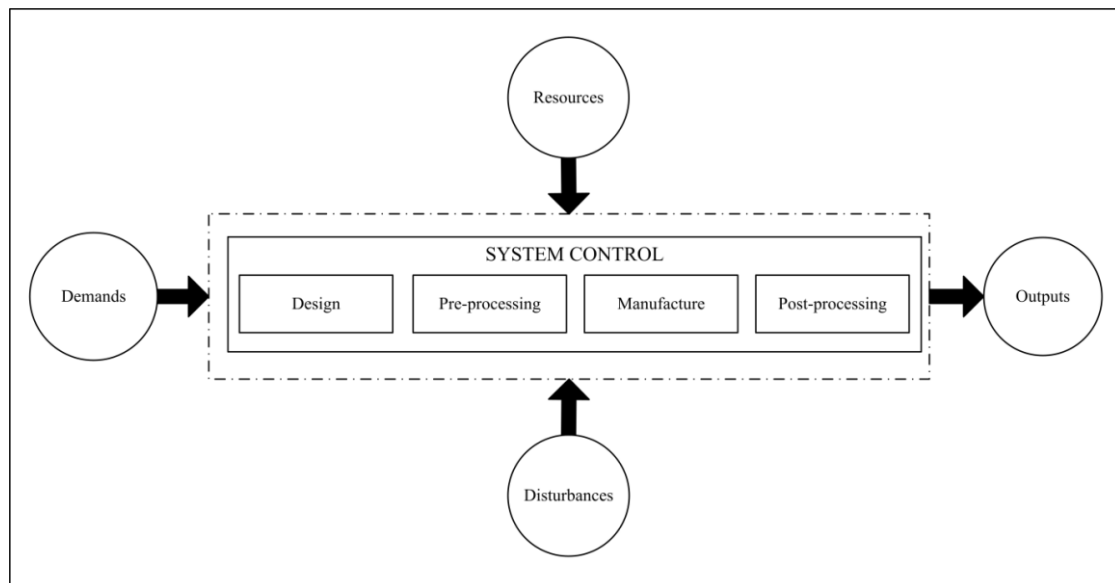 Resources
SYSTEM CONTROL
Demands
Design
Pre-processing
Manufacture
Post-processing
Outputs
Disturbances